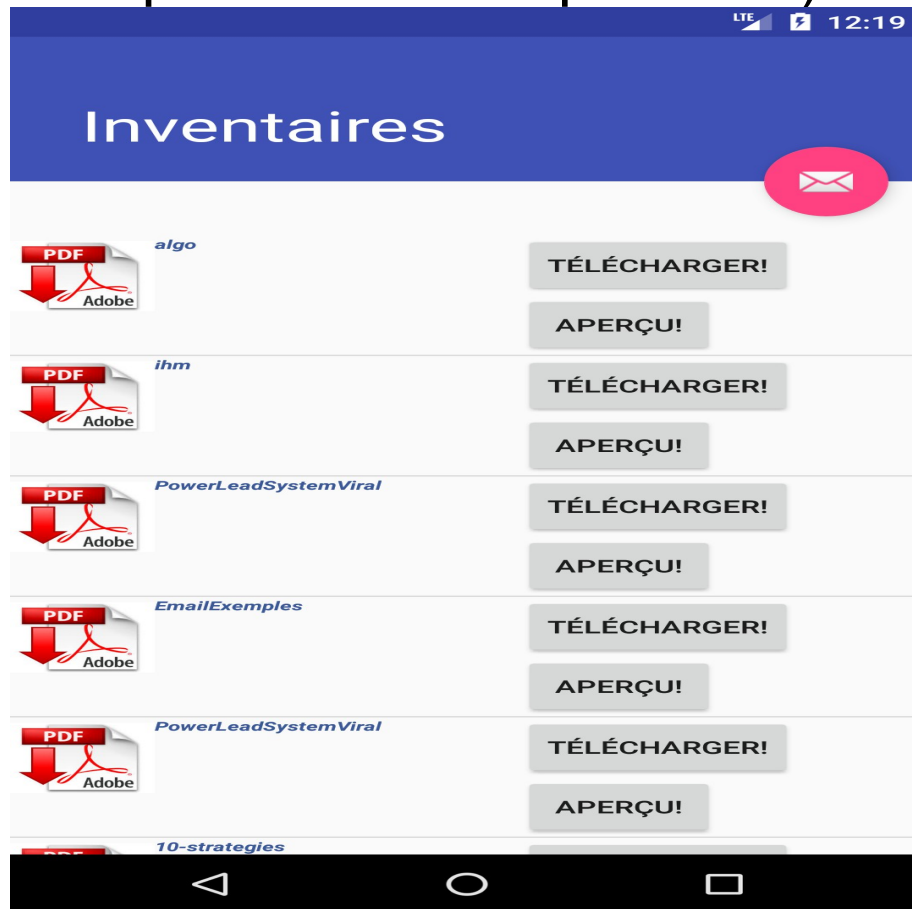 LTE 12:19
Inventaires
PDF
Adobe
algo
TÉLÉCHARGER!
APERÇU!
PDF
Adobe
ihm
TÉLÉCHARGER!
APERÇU!
PDF
Adobe
PowerLeadSystemViral
TÉLÉCHARGER!
APERÇU!
PDF
Adobe
EmailExemples
TÉLÉCHARGER!
APERÇU!
PDF
Adobe
PowerLeadSystemViral
TÉLÉCHARGER!
APERÇU!
10-strategies